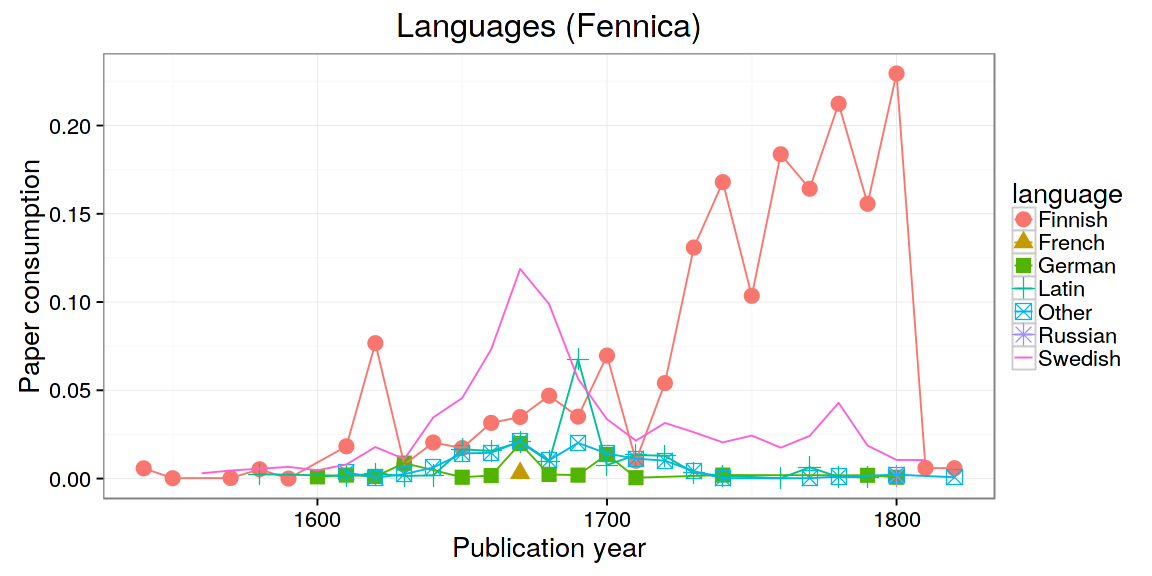 Languages (Fennica)
Paper consumption
0.20
0.15
0.10
0.05
0.00
1600
1700
1800
Publication year
language
Finnish
French
German
Latin
Other
Russian
Swedish